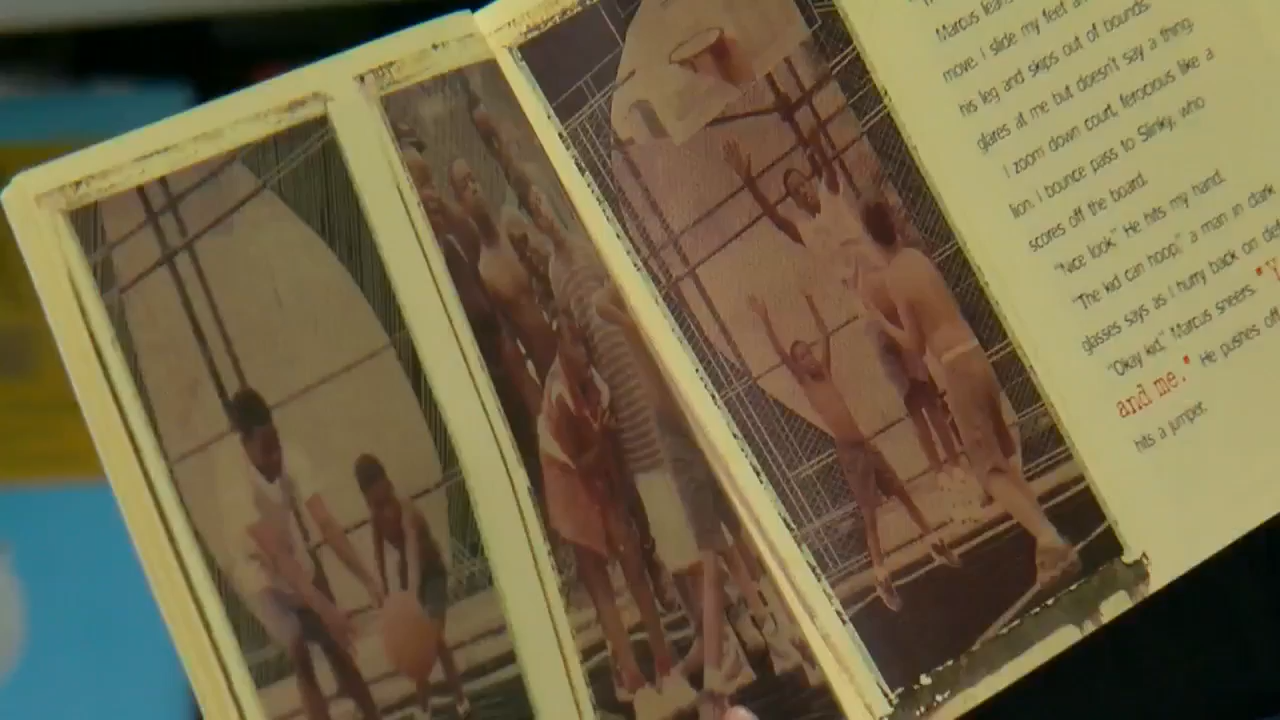 Marcus
move. I slide my feet
his leg and skips out of bounds.
glares at me but doesn't say a thing.
I zoom down court, ferocious like a
lion. I bounce pass to Slinky, who
scores off the board.
"Nice look." He hits my hand.
"The kid can hoop," a man in dark
glasses says as I hurry back on
"Okay kid," Marcus sneers.
and me." He pushes
hits a jumper.